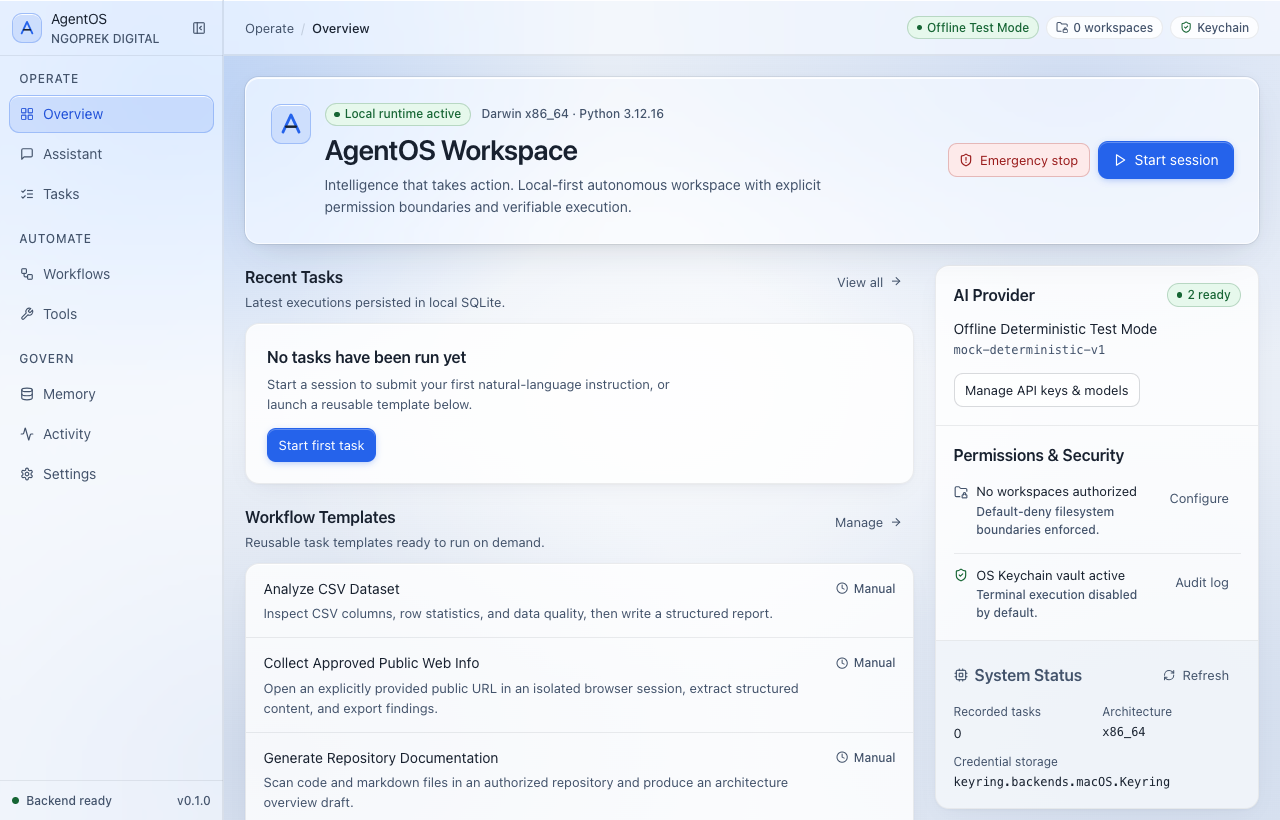 AgentOS
NGOPREK DIGITAL
OPERATE
Overview
Assistant
Tasks
AUTOMATE
Workflows
Tools
GOVERN
Memory
Activity
Settings
Backend ready
v0.1.0
Operate / Overview
Offline Test Mode
0 workspaces
Keychain
Local runtime active
Darwin x86_64 · Python 3.12.16
AgentOS Workspace
Intelligence that takes action. Local-first autonomous workspace with explicit
permission boundaries and verifiable execution.
Emergency stop
Start session
Recent Tasks
Latest executions persisted in local SQLite.
View all
No tasks have been run yet
Start a session to submit your first natural-language instruction, or
launch a reusable template below.
Start first task
Workflow Templates
Reusable task templates ready to run on demand.
Manage
Analyze CSV Dataset
Manual
Inspect CSV columns, row statistics, and data quality, then write a structured report.
Collect Approved Public Web Info
Manual
Open an explicitly provided public URL in an isolated browser session, extract structured
content, and export findings.
Generate Repository Documentation
Manual
Scan code and markdown files in an authorized repository and produce an architecture
overview draft.
AI Provider
2 ready
Offline Deterministic Test Mode
mock-deterministic-v1
Manage API keys & models
Permissions & Security
No workspaces authorized
Default-deny filesystem
boundaries enforced.
Configure
OS Keychain vault active
Terminal execution disabled
by default.
Audit log
System Status
Refresh
Recorded tasks
0
Architecture
x86_64
Credential storage
keyring.backends.macOS.Keyring